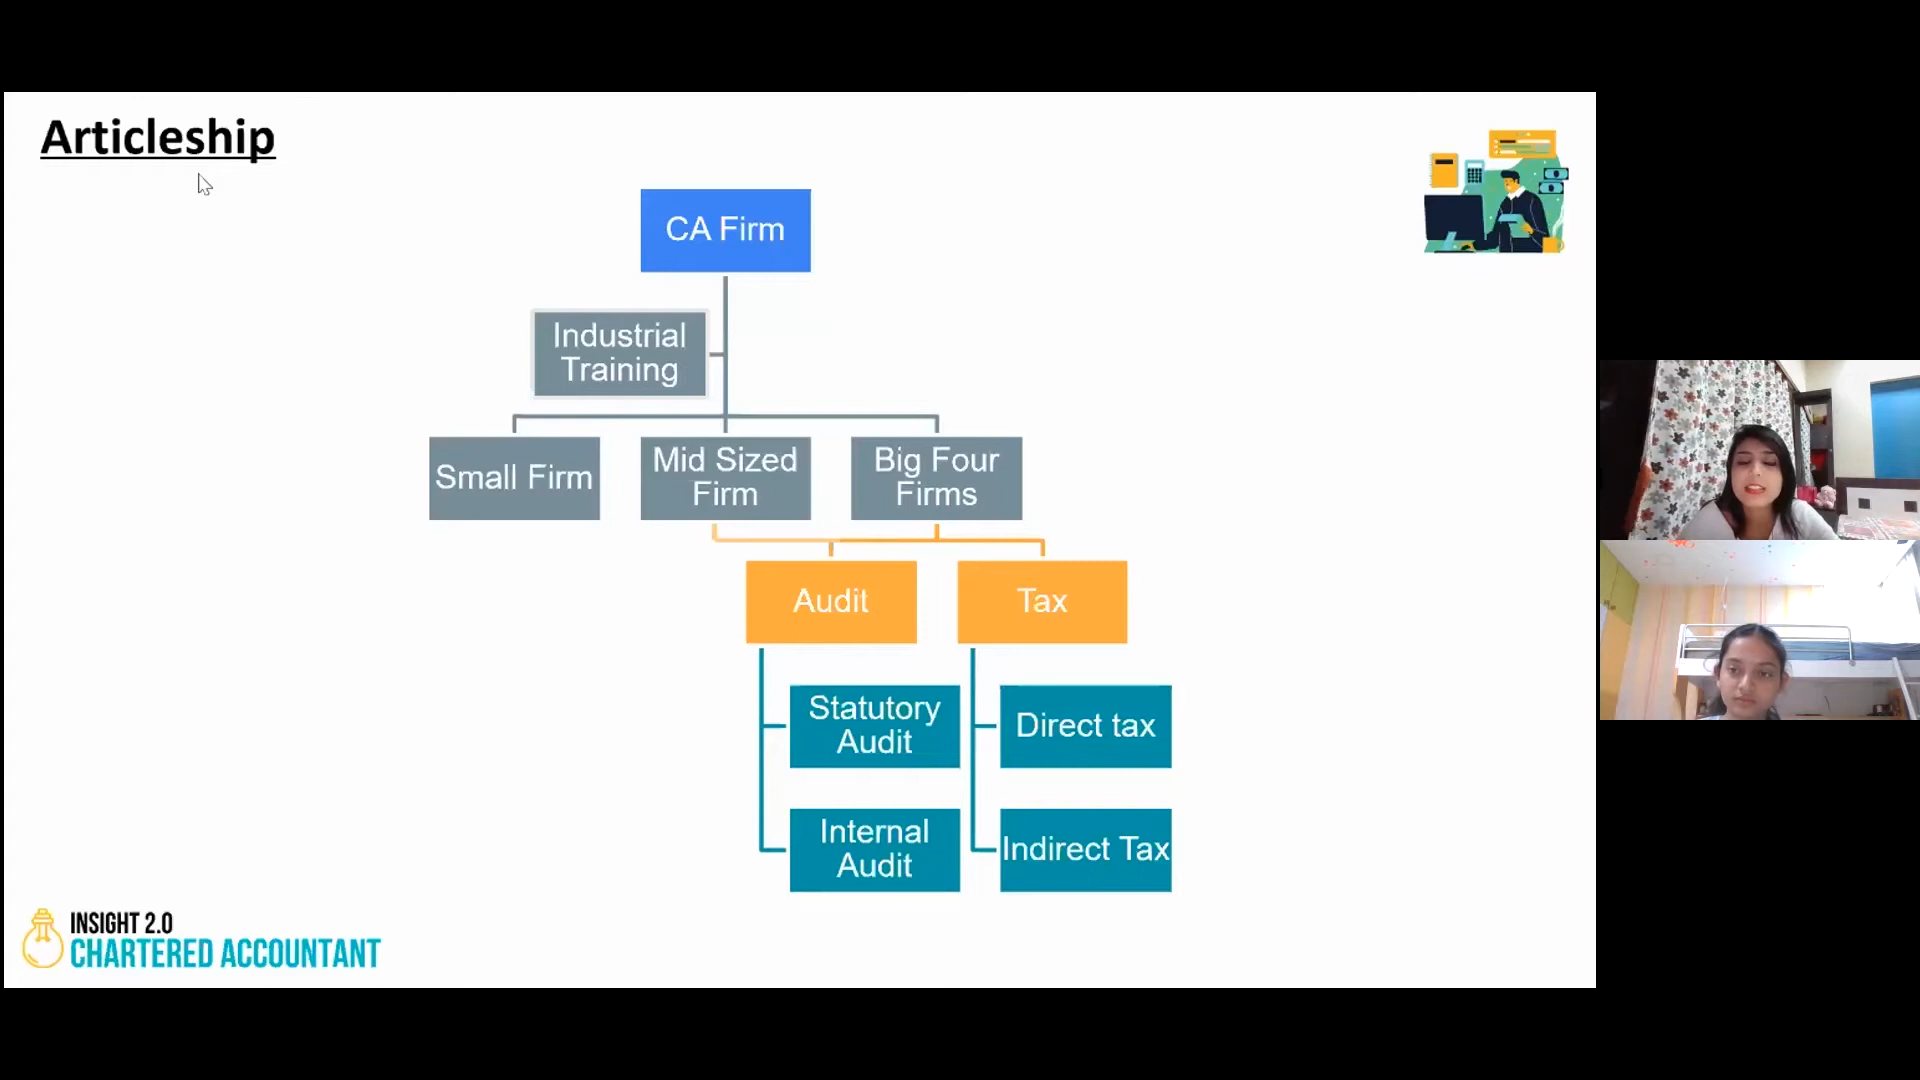 Articleship
CA Firm
Industrial
Training
Small Firm
Mid Sized
Firm
Big Four
Firms
Audit
Tax
Statutory
Audit
Direct tax
Internal
Audit
Indirect Tax
INSIGHT 2.0
CHARTERED ACCOUNTANT